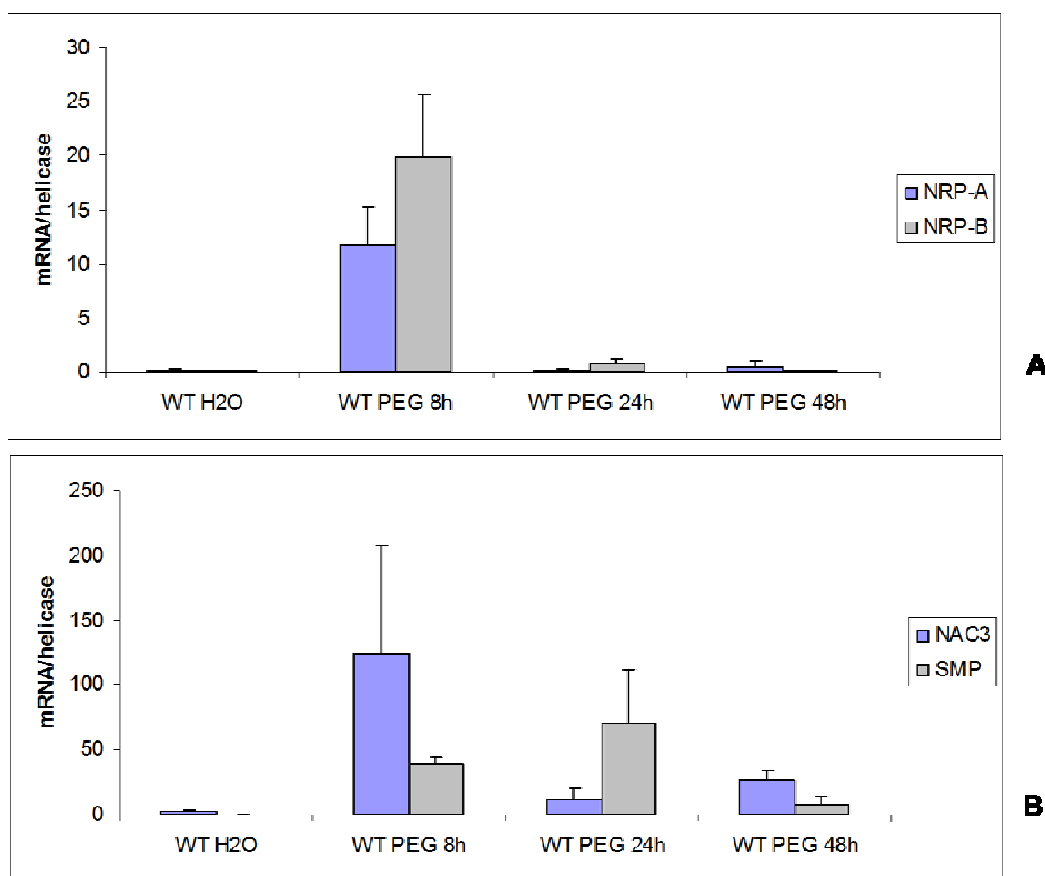 30
25
20
15
10
5
0
mRNA/helicase
WT H2O WT PEG 8h WT PEG 24h WT PEG 48h
NRP-A
NRP-B
A
250
200
150
100
50
0
mRNA/helicase
WT H2O WT PEG 8h WT PEG 24h WT PEG 48h
NAC3
SMP
B